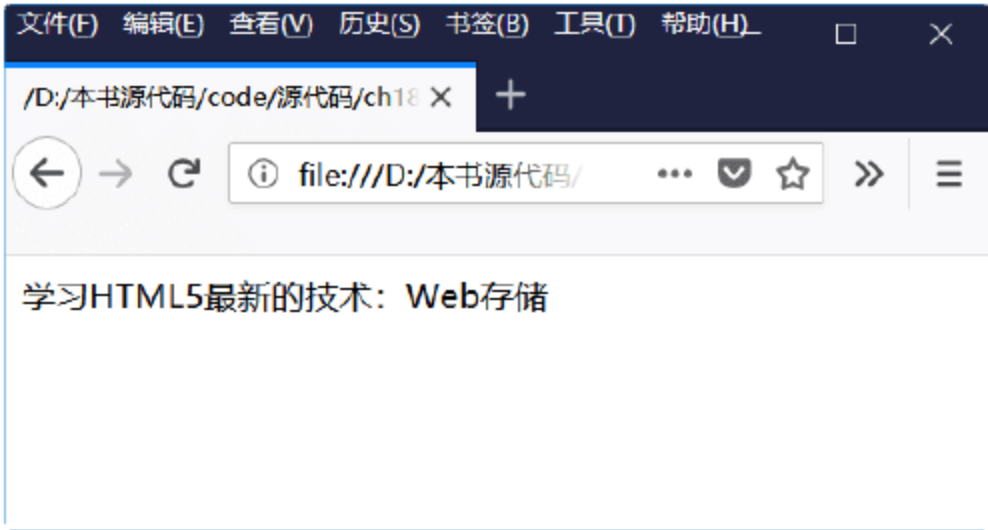 文件(F) 编辑(E) 查看(V) 历史(S) 书签(B) 工具(T) 帮助(H)
/D:/本书源代码/code/源代码/ch18
file:///D:/本书源代码/
学习HTML5最新的技术：Web存储